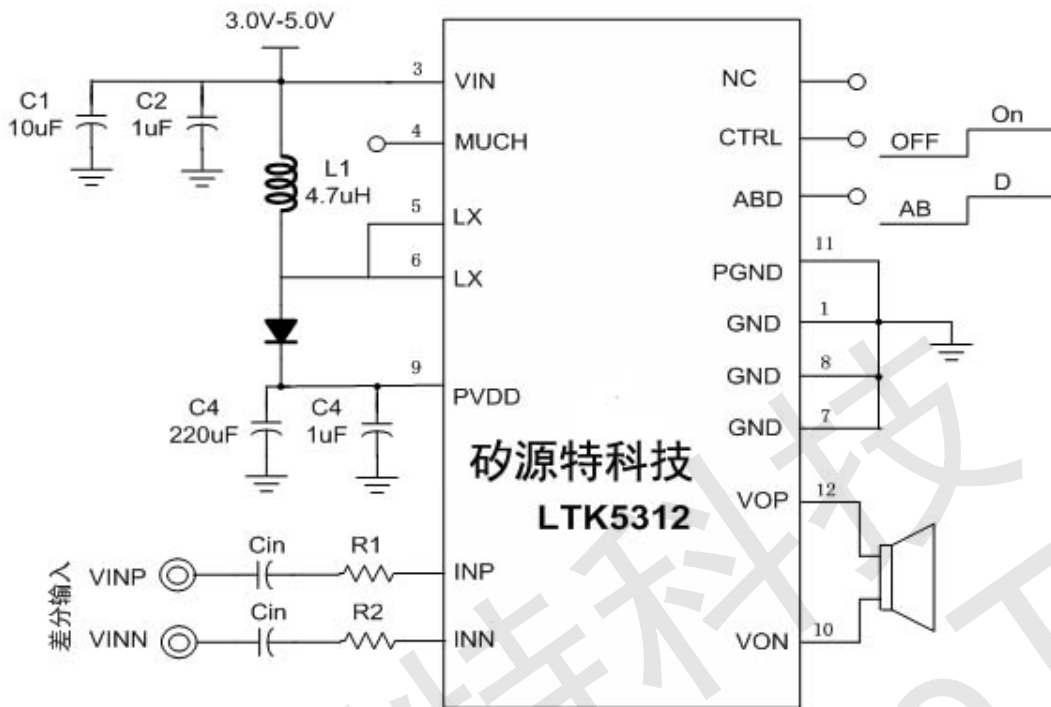 3.0V-5.0V
C1
10uF
C2
1uF
L1
4.7uH
3
VIN
4
MUCH
5
LX
6
LX
9
PVDD
C4
220uF
C4
1uF
NC
CTRL
OFF
On
ABD
AB
D
11
PGND
1
GND
8
GND
7
GND
矽源特科技
LTK5312
12
VOP
10
VON
差分输入
VINP
Cin
R1
INP
VINN
Cin
R2
INN
特科技